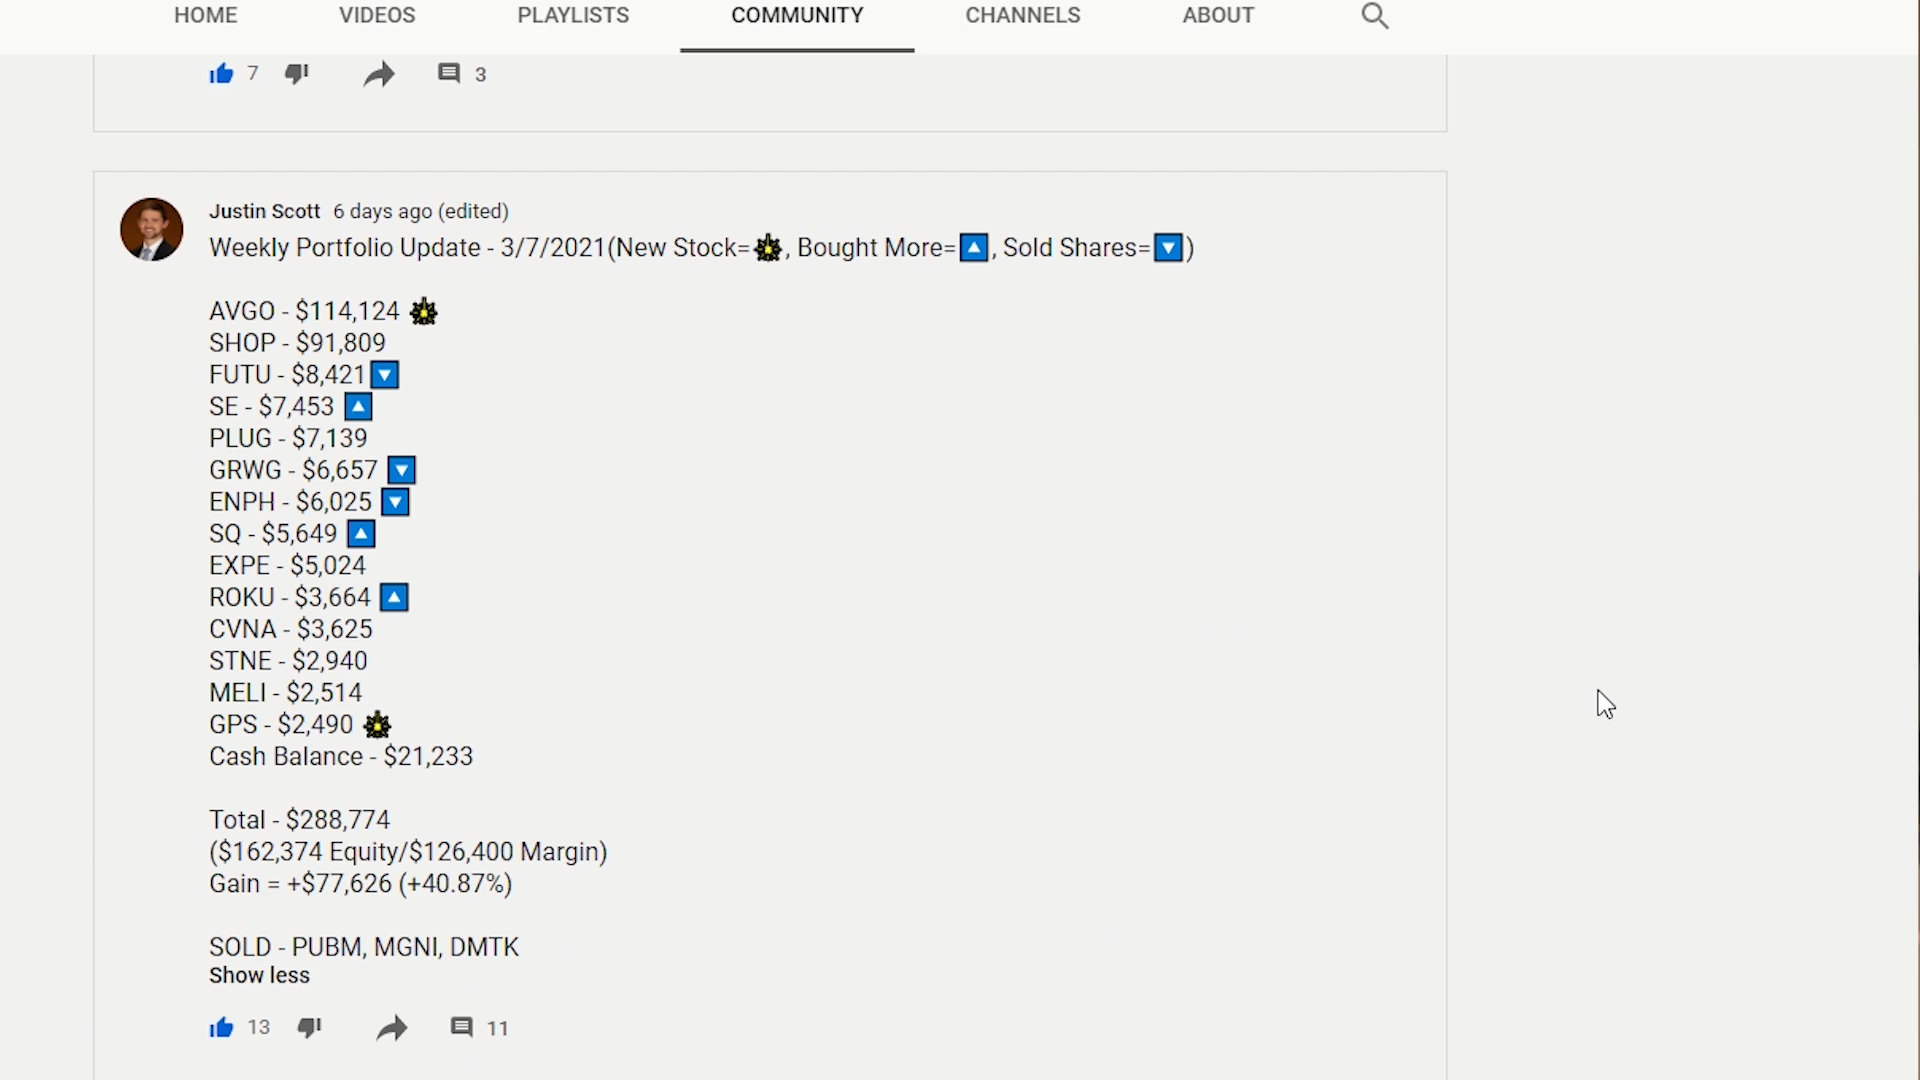 HOME VIDEOS PLAYLISTS COMMUNITY CHANNELS ABOUT
7 3
Justin Scott 6 days ago (edited)
Weekly Portfolio Update - 3/7/2021(New Stock=, Bought More=🔼, Sold Shares=🔽)
AVGO - $114,124
SHOP - $91,809
FUTU - $8,421🔽
SE - $7,453 🔼
PLUG - $7,139
GRWG - $6,657 🔽
ENPH - $6,025 🔽
SQ - $5,649 🔼
EXPE - $5,024
ROKU - $3,664 🔼
CVNA - $3,625
STNE - $2,940
MELI - $2,514
GPS - $2,490
Cash Balance - $21,233
Total - $288,774
($162,374 Equity/$126,400 Margin)
Gain = +$77,626 (+40.87%)
SOLD - PUBM, MGNI, DMTK
Show less
13 11